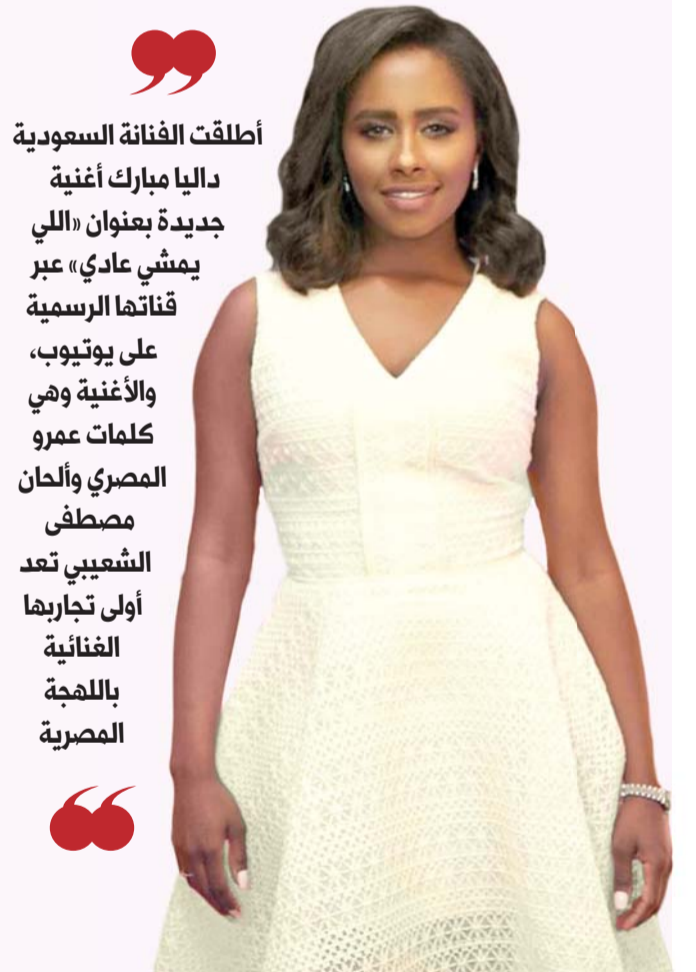 أطلقت الفنانة السعودية
داليا مبارك أغنية
جديدة بعنوان «اللي
يمشي عادي» عبر
قناتها الرسمية
على يوتيوب،
والأغنية وهي
كلمات عمرو
المصري وألحان
مصطفى
الشعيبي تعد
أولى تجاربها
الغنائية
باللهجة
المصرية